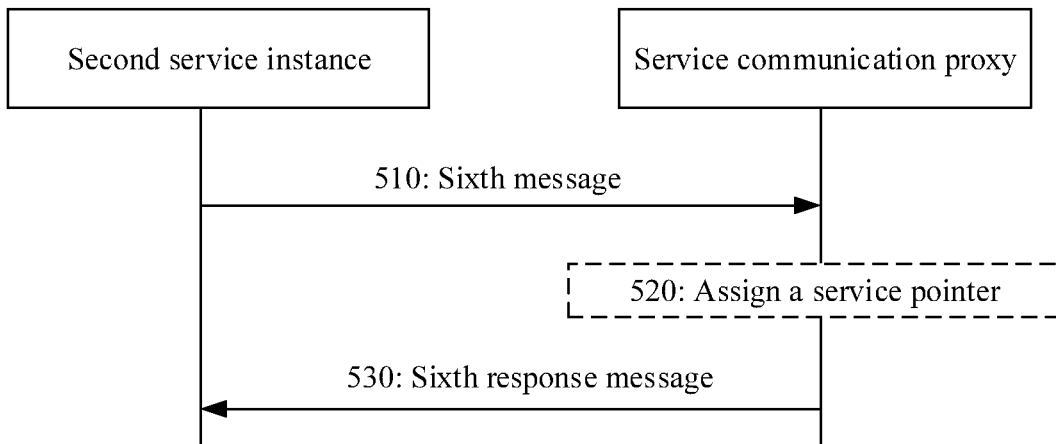 Second service instance
Service communication proxy
510: Sixth message
520: Assign a service pointer
530: Sixth response message